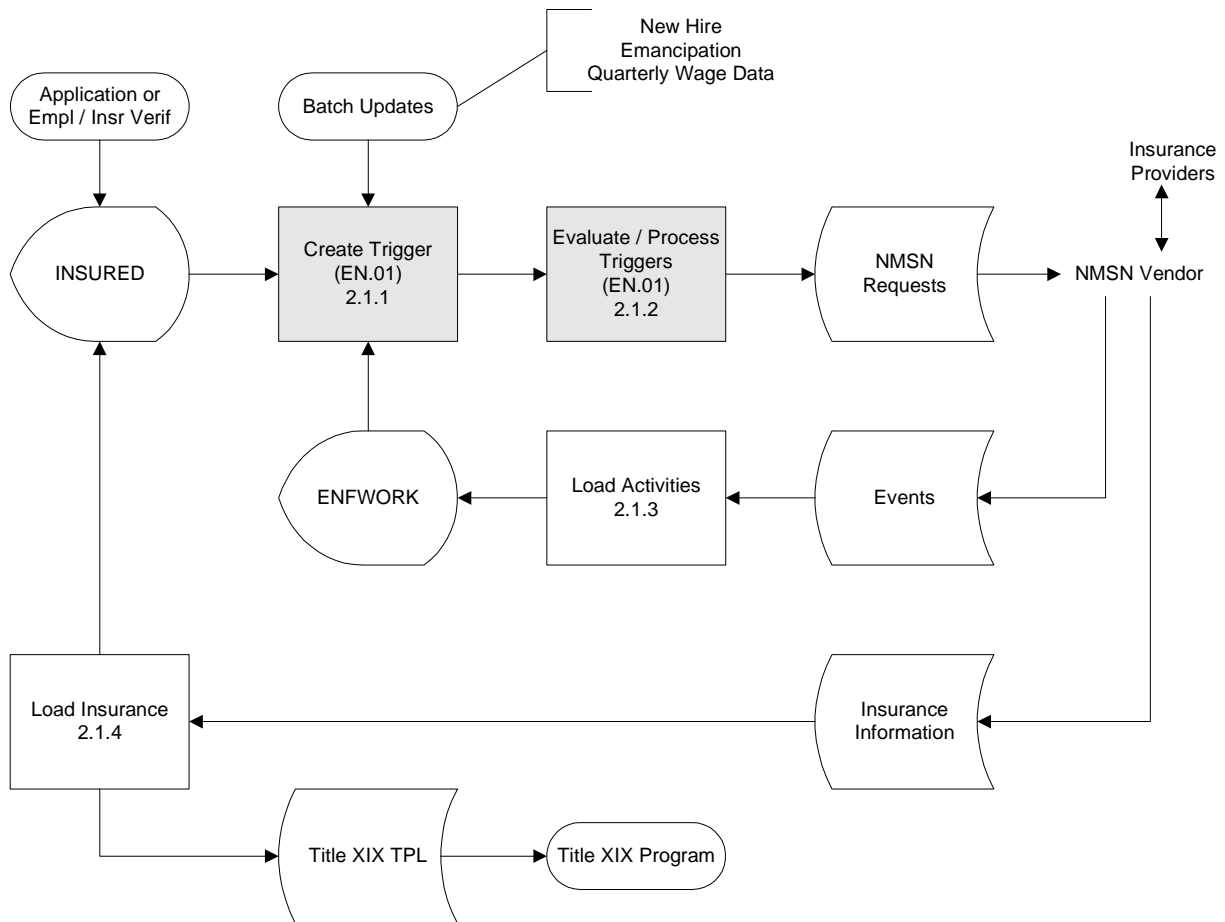 New Hire
Emancipation
Quarterly Wage Data
Application or
Empl / Insr Verif
Batch Updates
Insurance
Providers
INSURED
Create Trigger
(EN.01)
2.1.1
Evaluate / Process
Triggers
(EN.01)
2.1.2
NMSN
Requests
NMSN Vendor
ENFWORK
Load Activities
2.1.3
Events
Load Insurance
2.1.4
Insurance
Information
Title XIX TPL
Title XIX Program